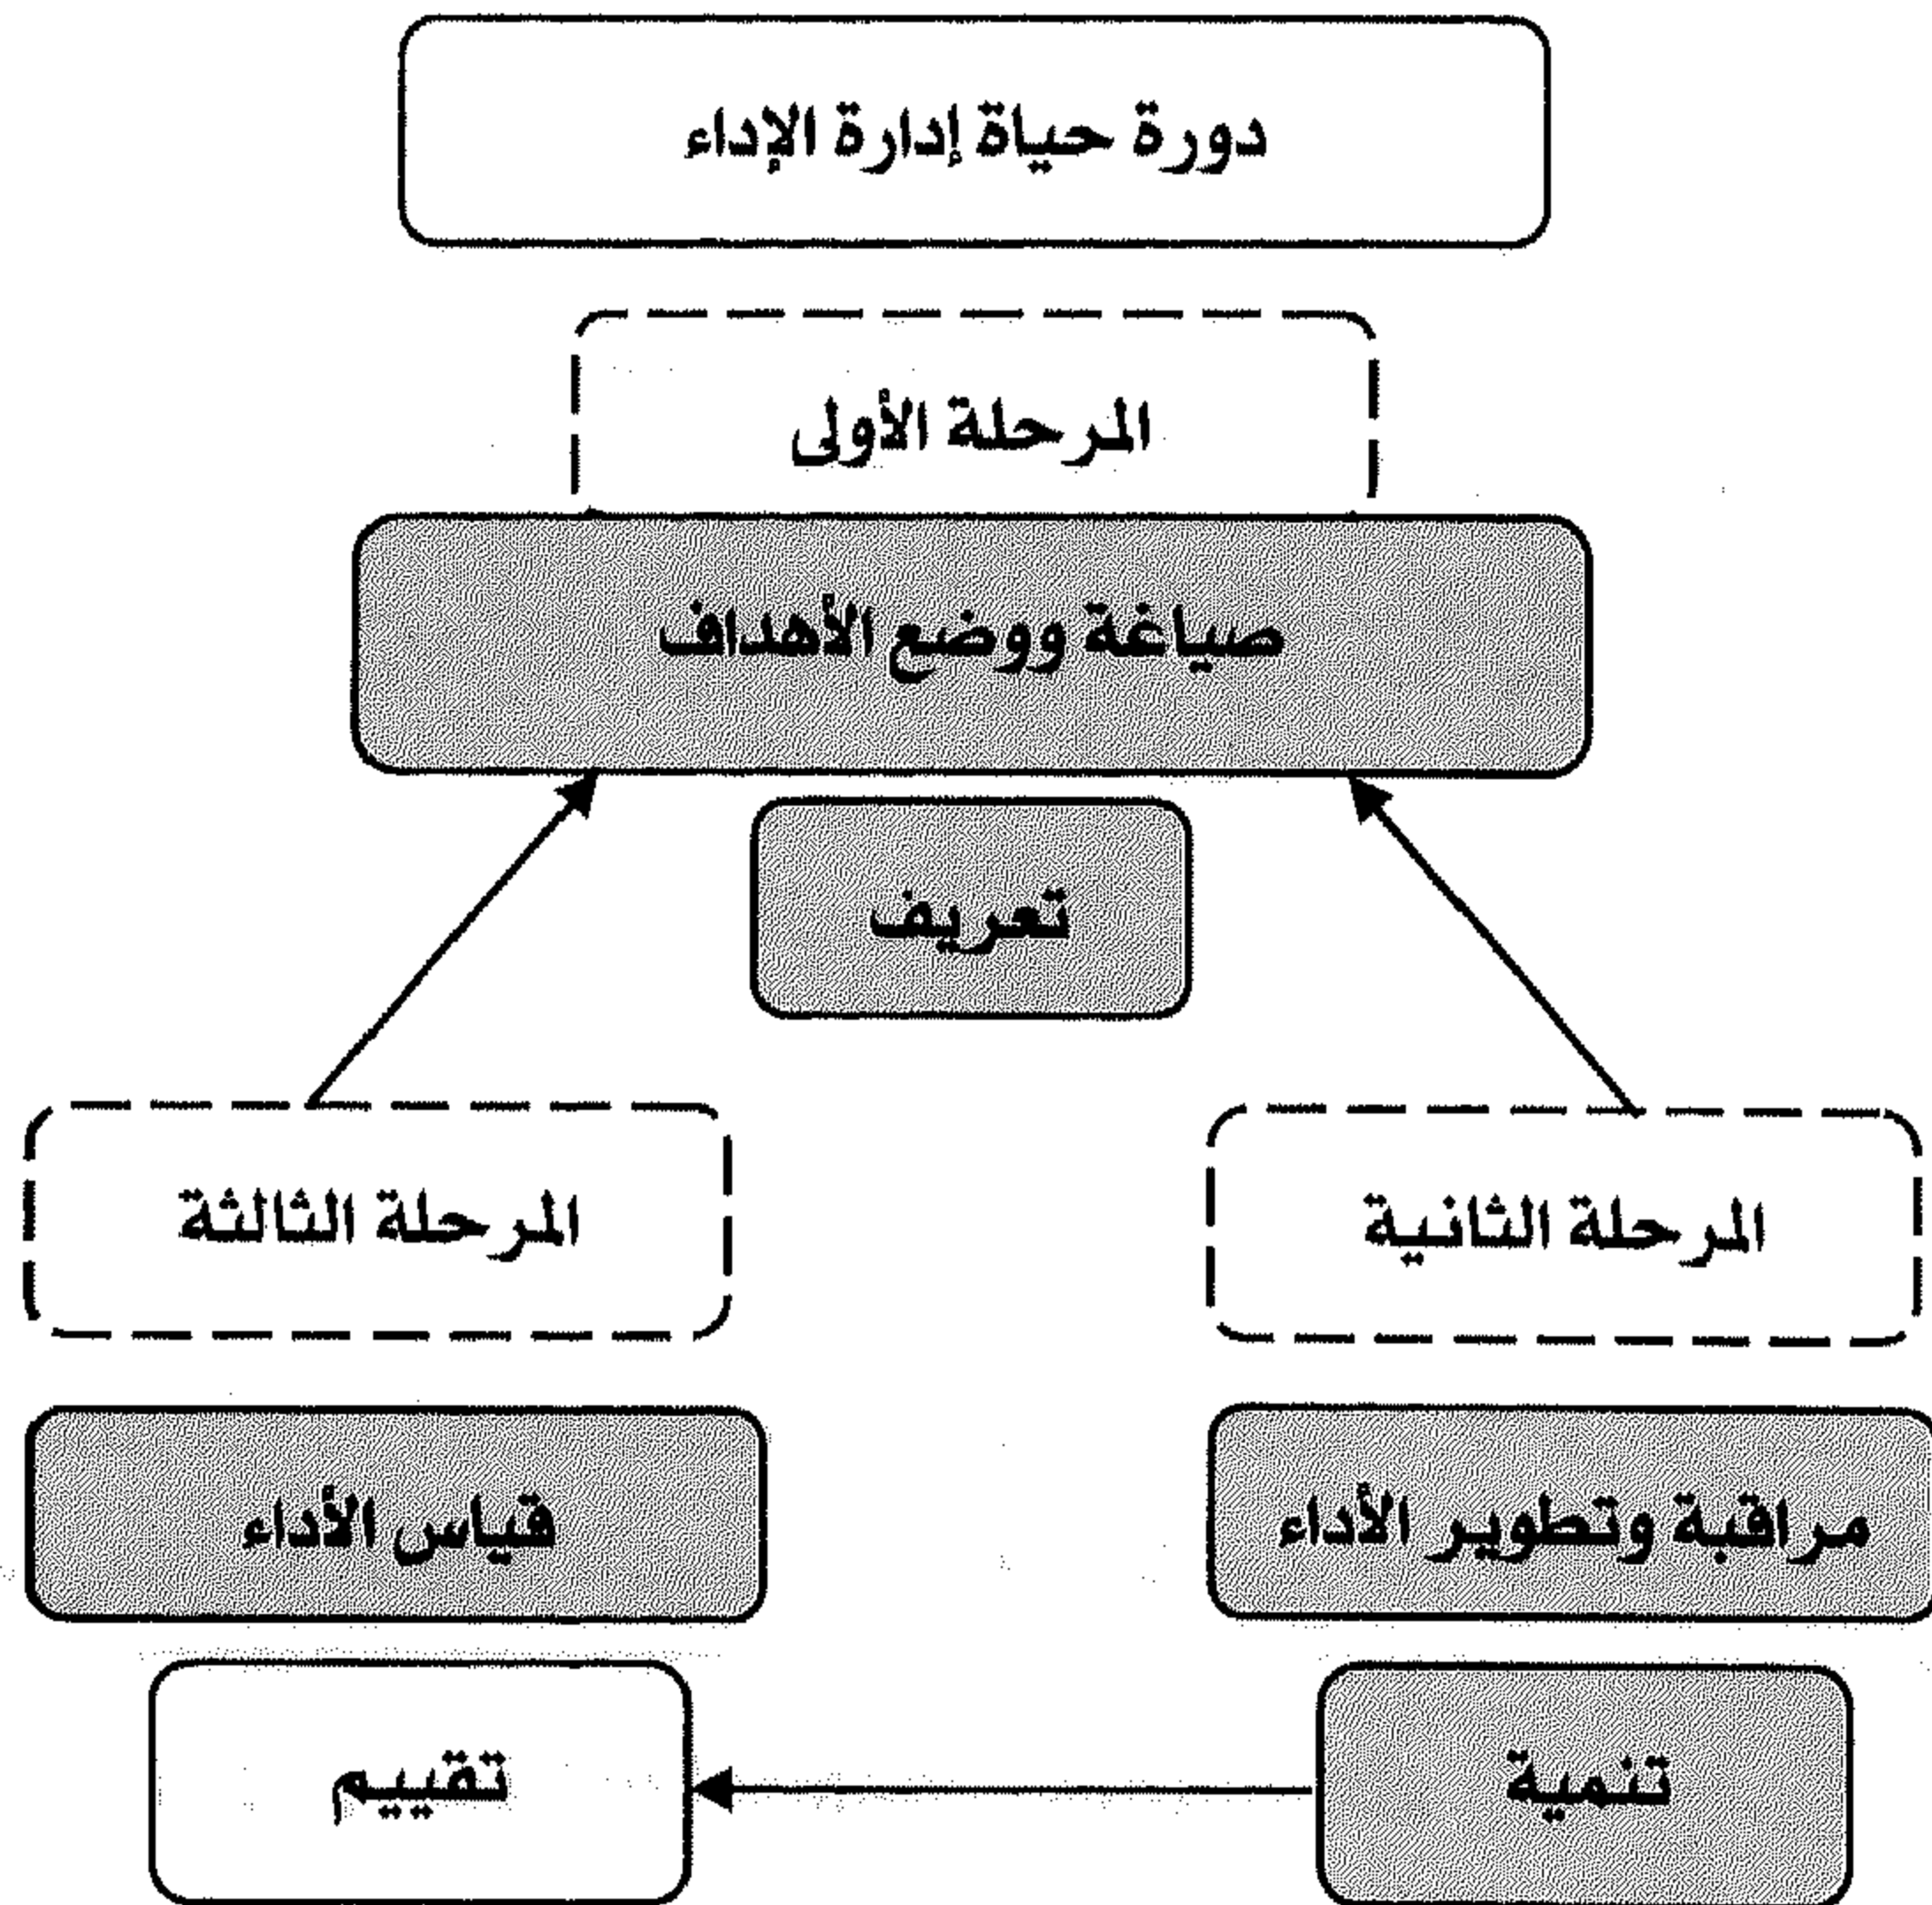 دورة حياة إدارة الإداء
المرحلة الأولى
صياغة ووضع الأهداف
تعريف
المرحلة الثانية
المرحلة الثالثة
مراقبة وتطوير الأداء
قياس الأداء
تنمية
تقييم